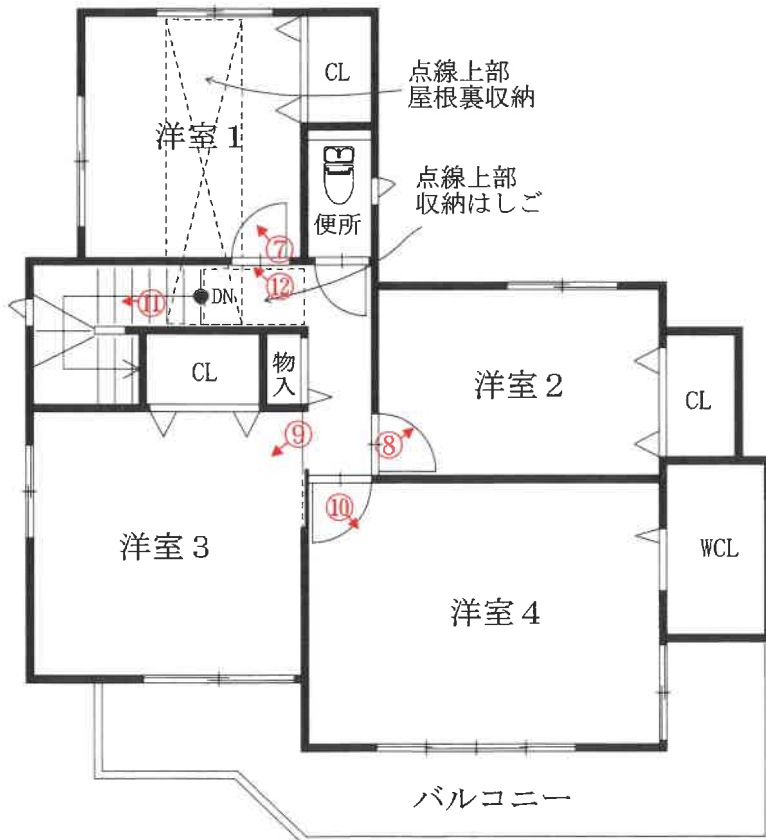 CL
点線上部
屋根裏収納
洋室1
点線上部
収納はしご
便所
⑦
⑫
⑪
DN
CL
物入
洋室2
CL
⑨
⑧
⑩
洋室3
WCL
洋室4
バルコニー